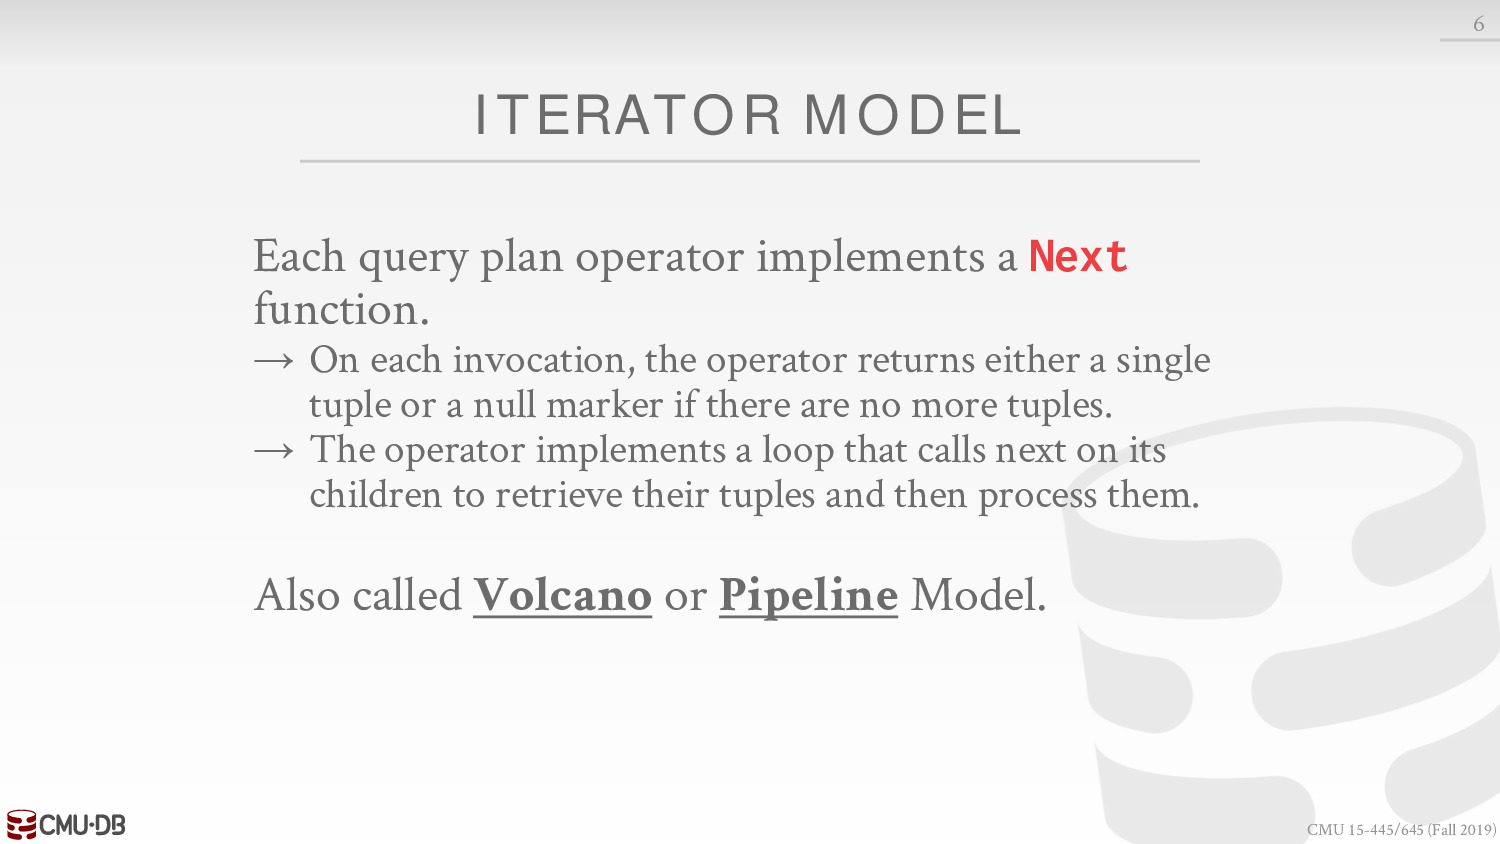 6
ITERATOR MODEL
Each query plan operator implements a Next
function.
→ On each invocation, the operator returns either a single
tuple or a null marker if there are no more tuples.
→ The operator implements a loop that calls next on its
children to retrieve their tuples and then process them.
Also called Volcano or Pipeline Model.
CMU·DB
CMU 15-445/645 (Fall 2019)